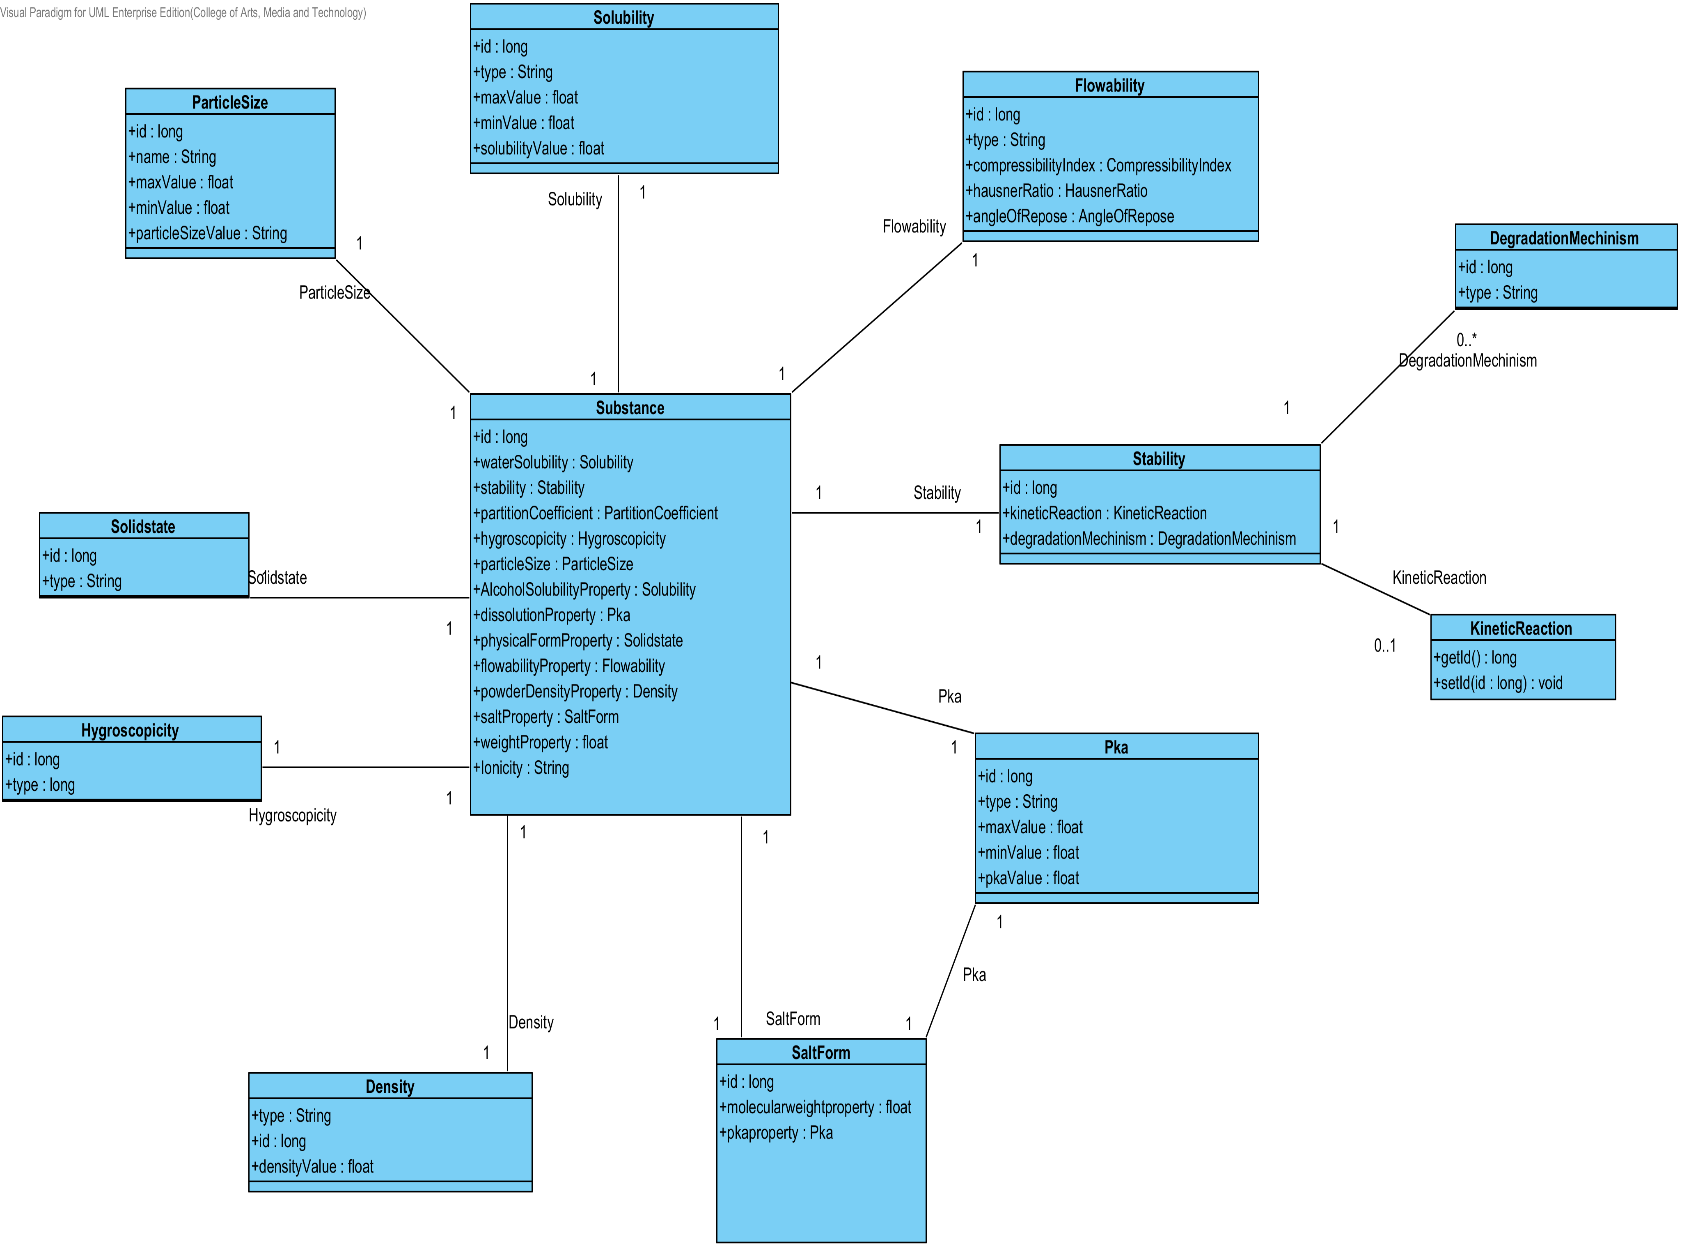 Visual Paradigm for UML Enterprise Edition(College of Arts, Media and Technology)
Solubility
+id : long
+type : String
+maxValue : float
+minValue : float
+solubilityValue : float
ParticleSize
+id : long
+name : String
+maxValue : float
+minValue : float
+particleSizeValue : String
Flowability
+id : long
+type : String
+compressibilityIndex : CompressibilityIndex
+hausnerRatio : HausnerRatio
+angleOfRepose : AngleOfRepose
DegradationMechinism
+id : long
+type : String
Solubility
1
1
Flowability
1
1
ParticleSize
1
1
0..*
DegradationMechinism
1
Substance
+id : long
+waterSolubility : Solubility
+stability : Stability
+partitionCoefficient : PartitionCoefficient
+hygroscopicity : Hygroscopicity
+particleSize : ParticleSize
+AlcoholSolubilityProperty : Solubility
+dissolutionProperty : Pka
+physicalFormProperty : Solidstate
+flowabilityProperty : Flowability
+powderDensityProperty : Density
+saltProperty : SaltForm
+weightProperty : float
+Ionicity : String
1
Stability
1
Stability
+id : long
+kineticReaction : KineticReaction
+degradationMechinism : DegradationMechinism
1
KineticReaction
0..1
KineticReaction
+getId() : long
+setId(id : long) : void
Solidstate
+id : long
+type : String
Solidstate
1
Hygroscopicity
+id : long
+type : long
1
1
Hygroscopicity
1
Pka
1
Pka
+id : long
+type : String
+maxValue : float
+minValue : float
+pkaValue : float
1
Pka
1
1
1
Density
1
1
SaltForm
Density
+type : String
+id : long
+densityValue : float
SaltForm
+id : long
+molecularweightproperty : float
+pkaproperty : Pka